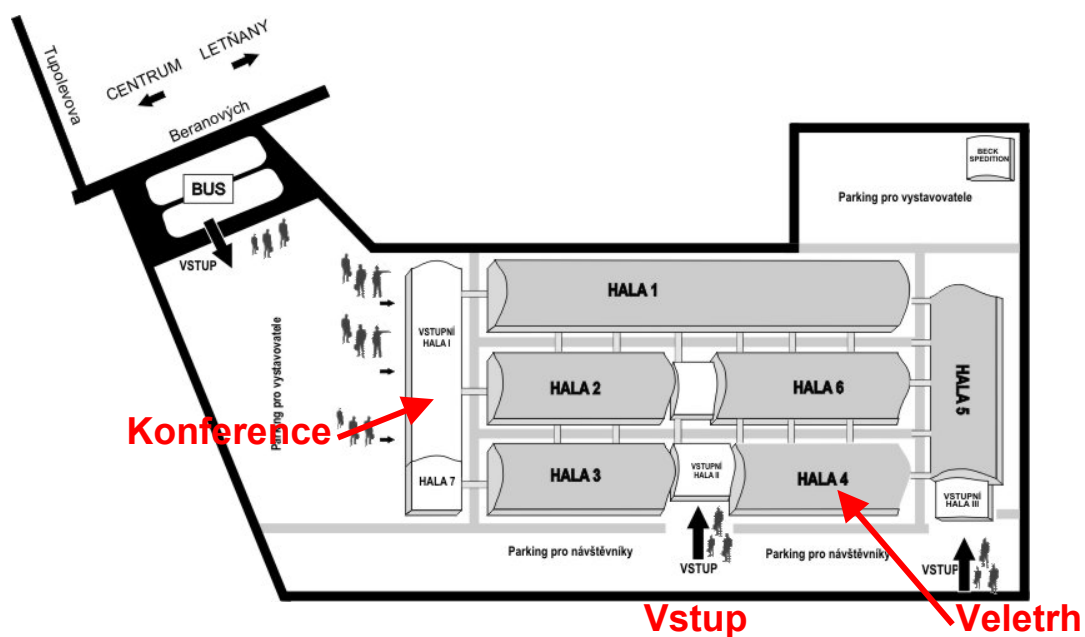 Tupolevova
CENTRUM
LETŇANY
Beranových
BUS
VSTUP
BECK
SPEDITION
Parking pro vystavovatele
HALA 1
VSTUPNÍ
HALA I
Parking pro vystavovatele
HALA 2
HALA 6
HALA 5
Konference
HALA 7
HALA 3
VSTUPNÍ
HALA II
HALA 4
VSTUPNÍ
HALA III
Parking pro návštěvníky
VSTUP
Parking pro návštěvníky
VSTUP
Vstup
Veletrh